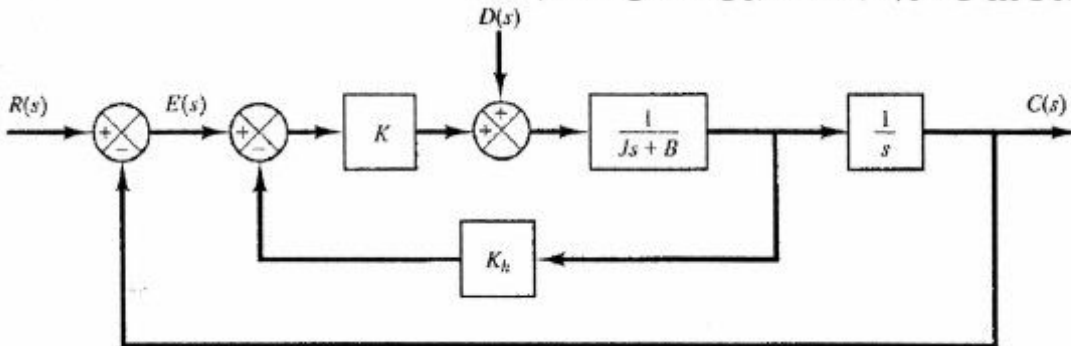 D(s)
R(s)
E(s)
C(s)
+
−
+
−
K
+
+
1
Js + B
1
s
K_h